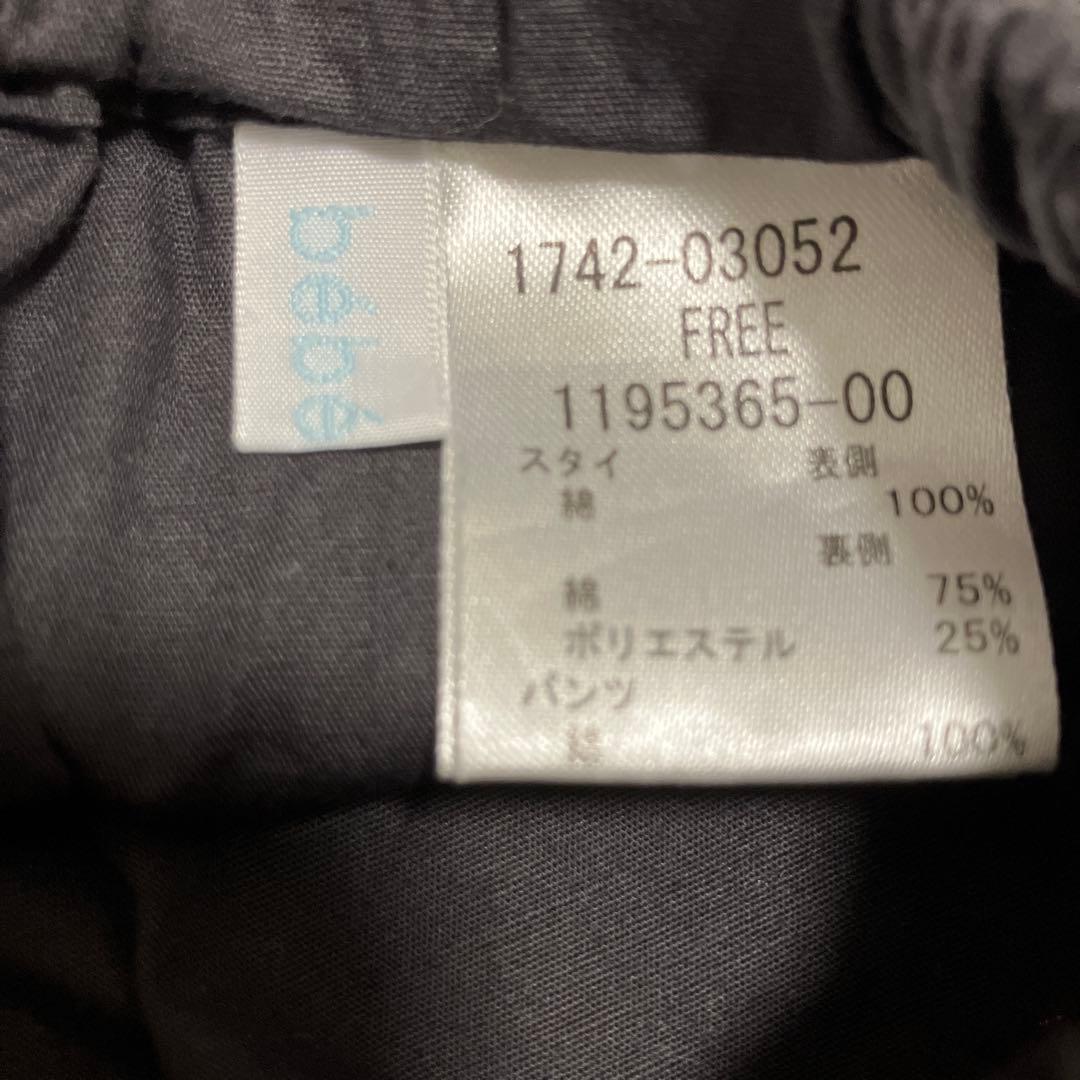 bébé
1742-03052
FREE
1195365-00
スタイ 表側
綿 100%
裏側
綿 75%
ポリエステル 25%
パンツ
綿 100%